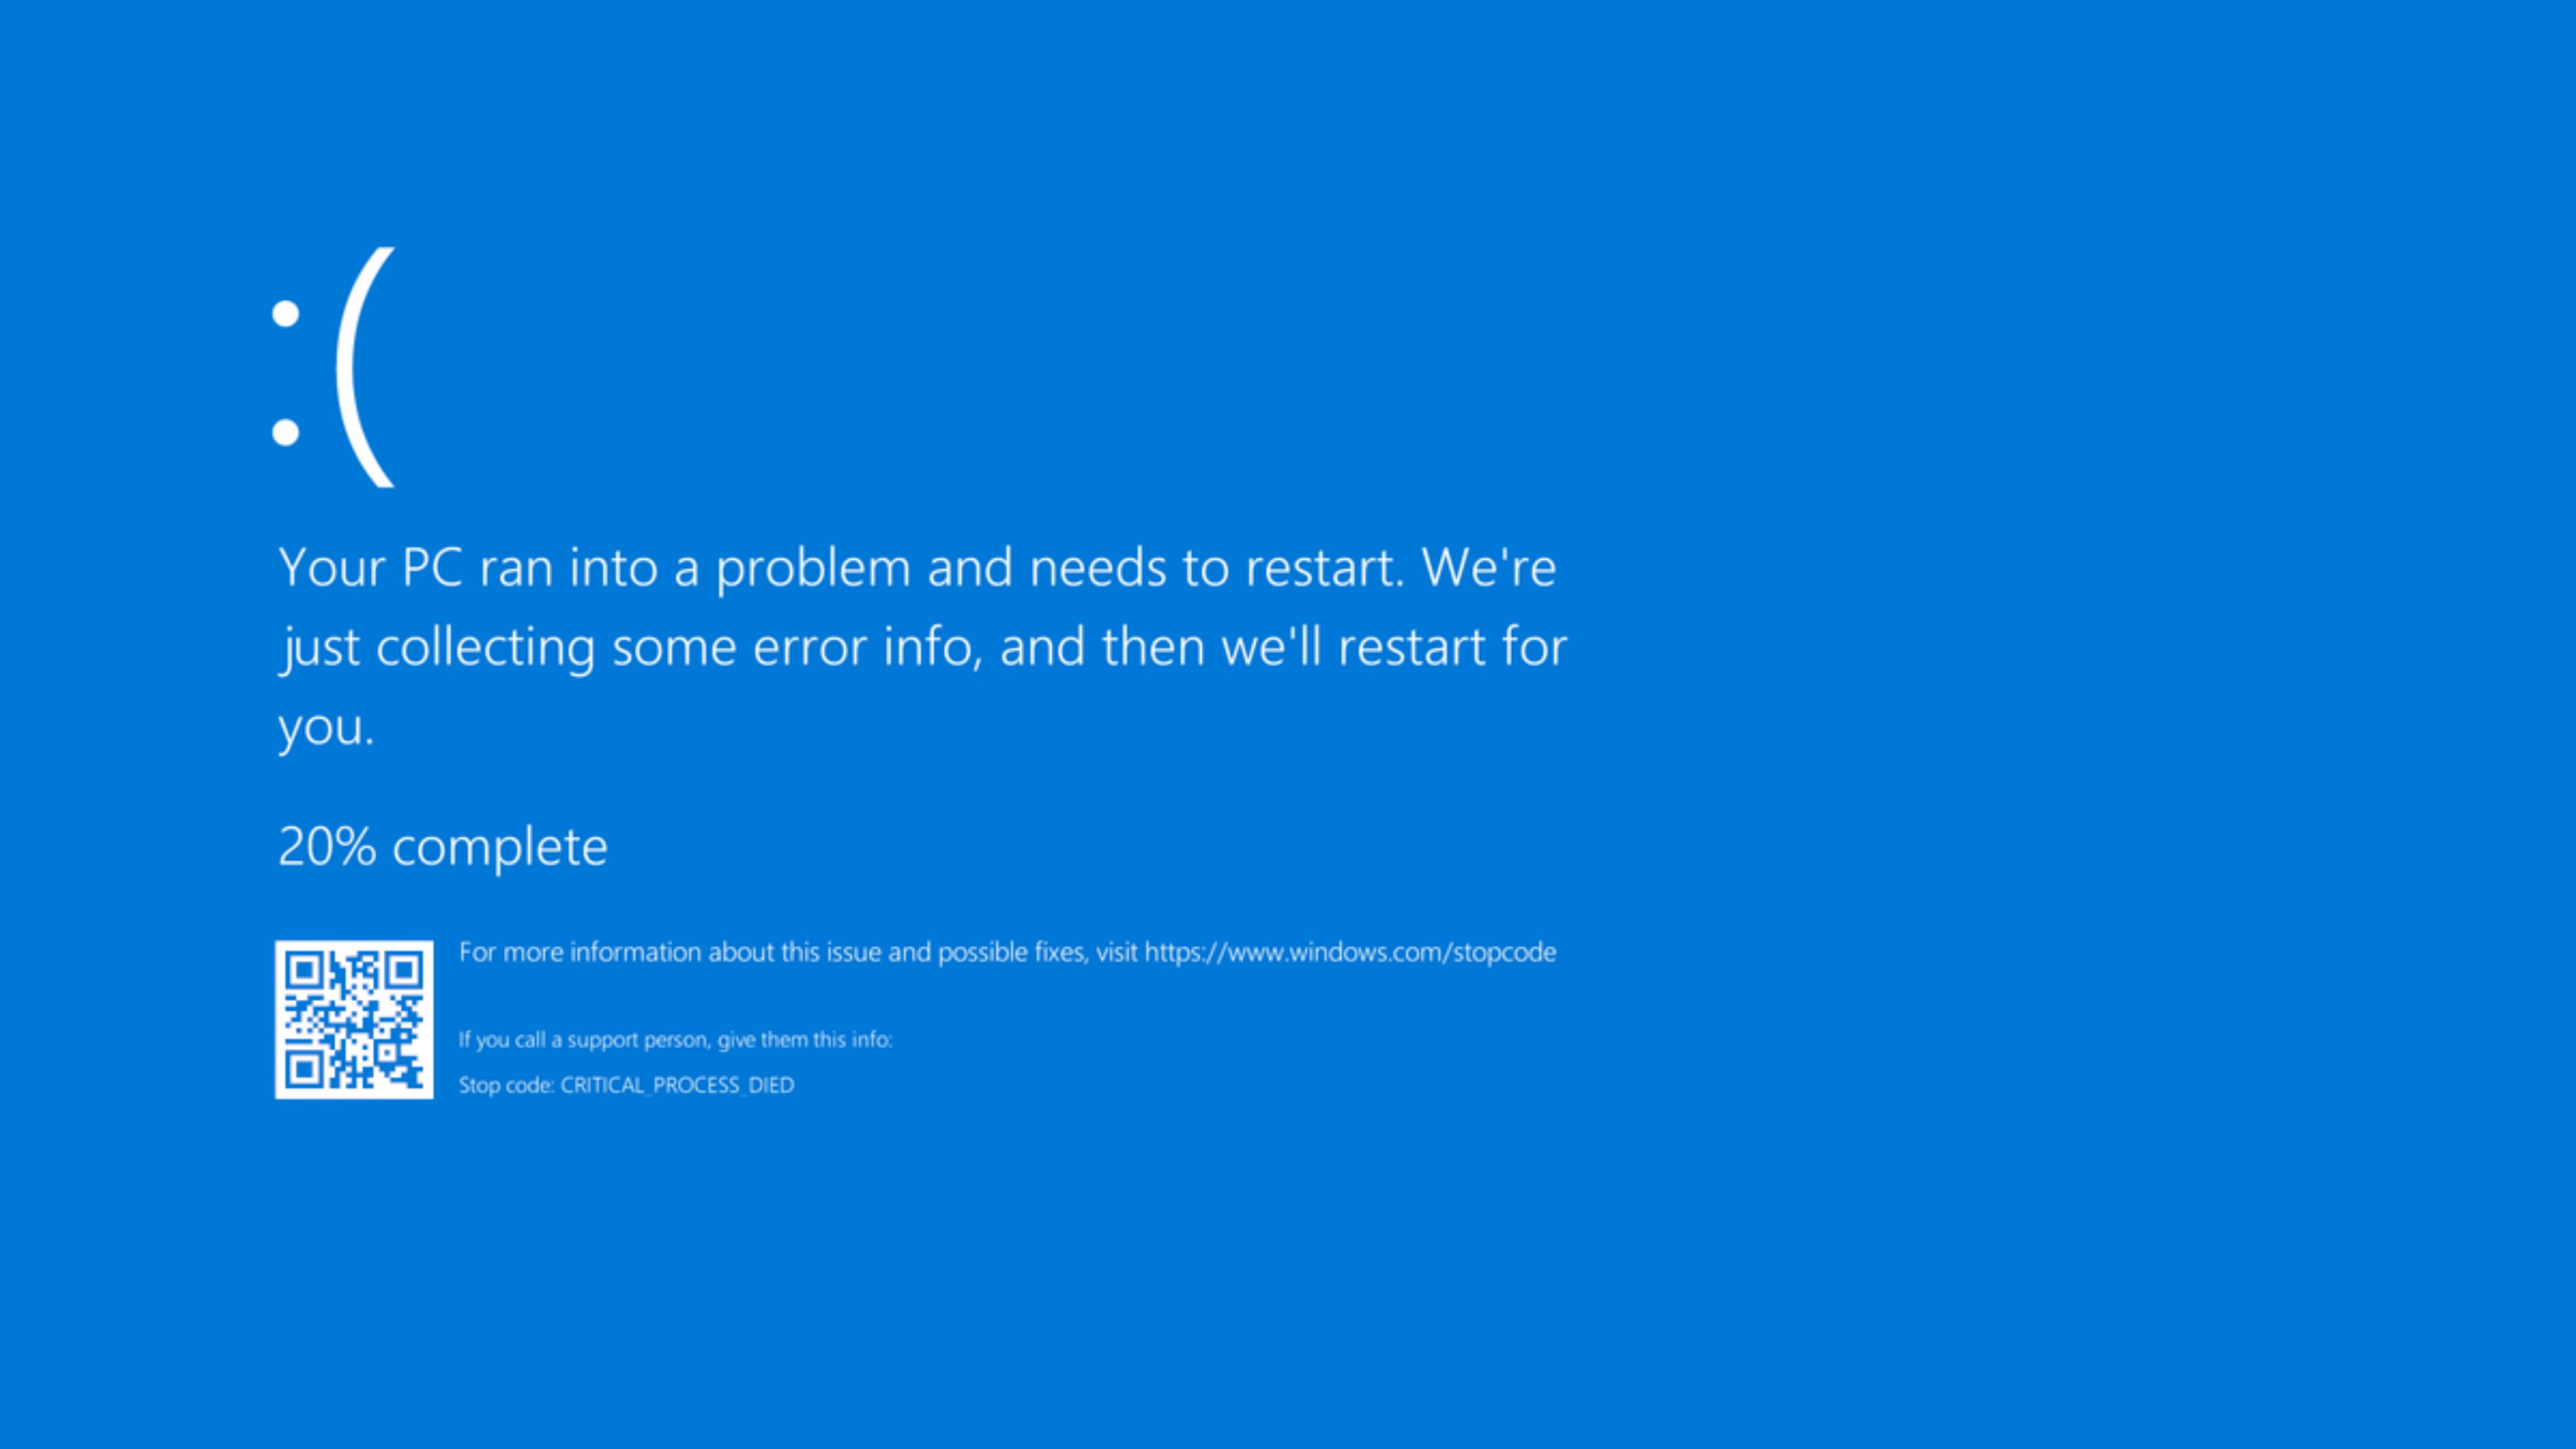 :(
Your PC ran into a problem and needs to restart. We're
just collecting some error info, and then we'll restart for
you.
20% complete
For more information about this issue and possible fixes, visit https://www.windows.com/stopcode
If you call a support person, give them this info:
Stop code: CRITICAL_PROCESS_DIED